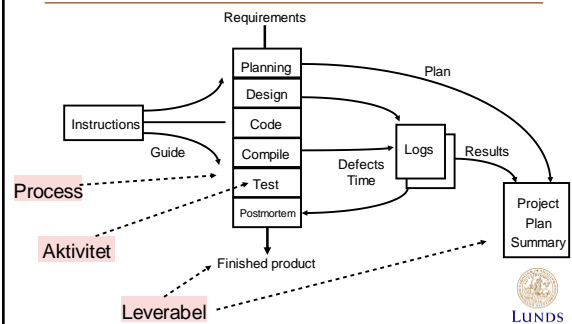 Requirements
Planning
Plan
Design
Instructions
Code
Guide
Compile
Logs
Results
Defects
Time
Process
Test
Postmortem
Project
Plan
Summary
Aktivitet
Finished product
Leverabel
LUNDS